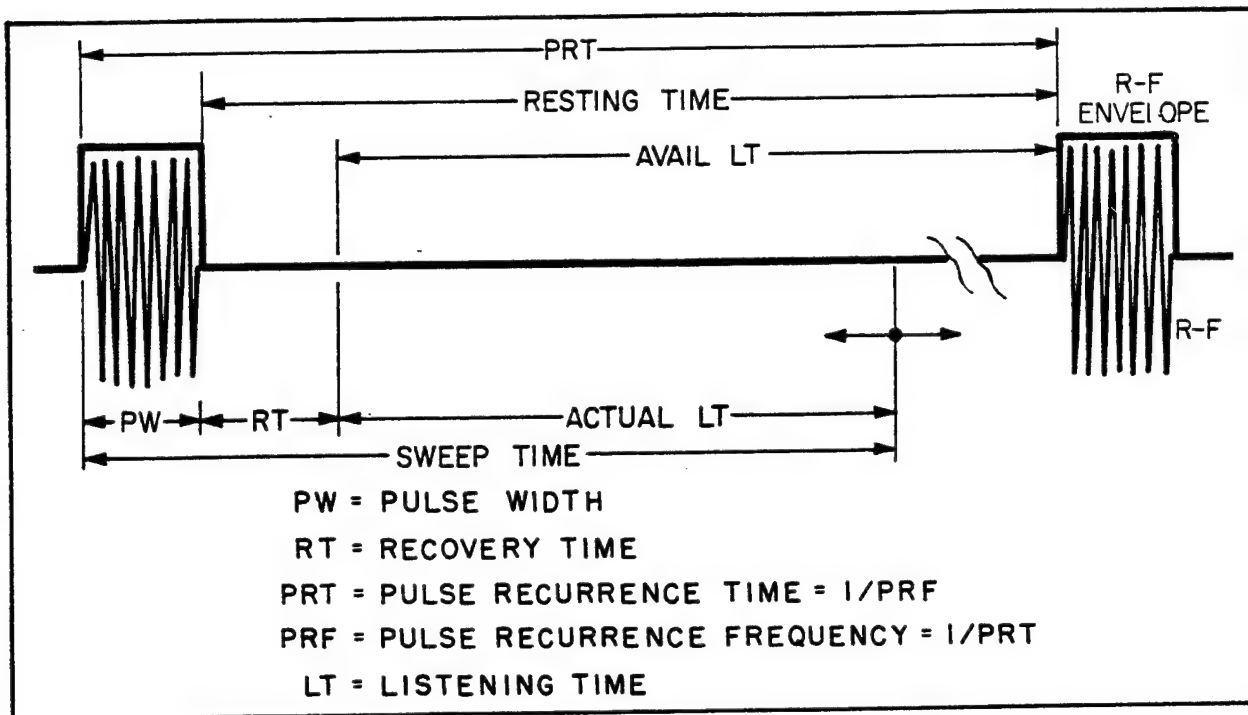 PRT
RESTING TIME
R-F
ENVELOPE
AVAIL LT
R-F
PW
RT
ACTUAL LT
SWEEP TIME
PW = PULSE WIDTH
RT = RECOVERY TIME
PRT = PULSE RECURRENCE TIME = 1/PRF
PRF = PULSE RECURRENCE FREQUENCY = 1/PRT
LT = LISTENING TIME